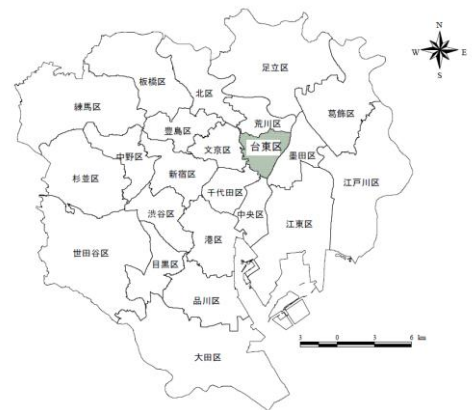 N
W E
S
足立区
板橋区
北区
葛飾区
練馬区
荒川区
豊島区
台東区
文京区
墨田区
中野区
新宿区
江戸川区
杉並区
千代田区
渋谷区
中央区
江東区
港区
世田谷区
目黒区
品川区
3 0 3 6 km
大田区